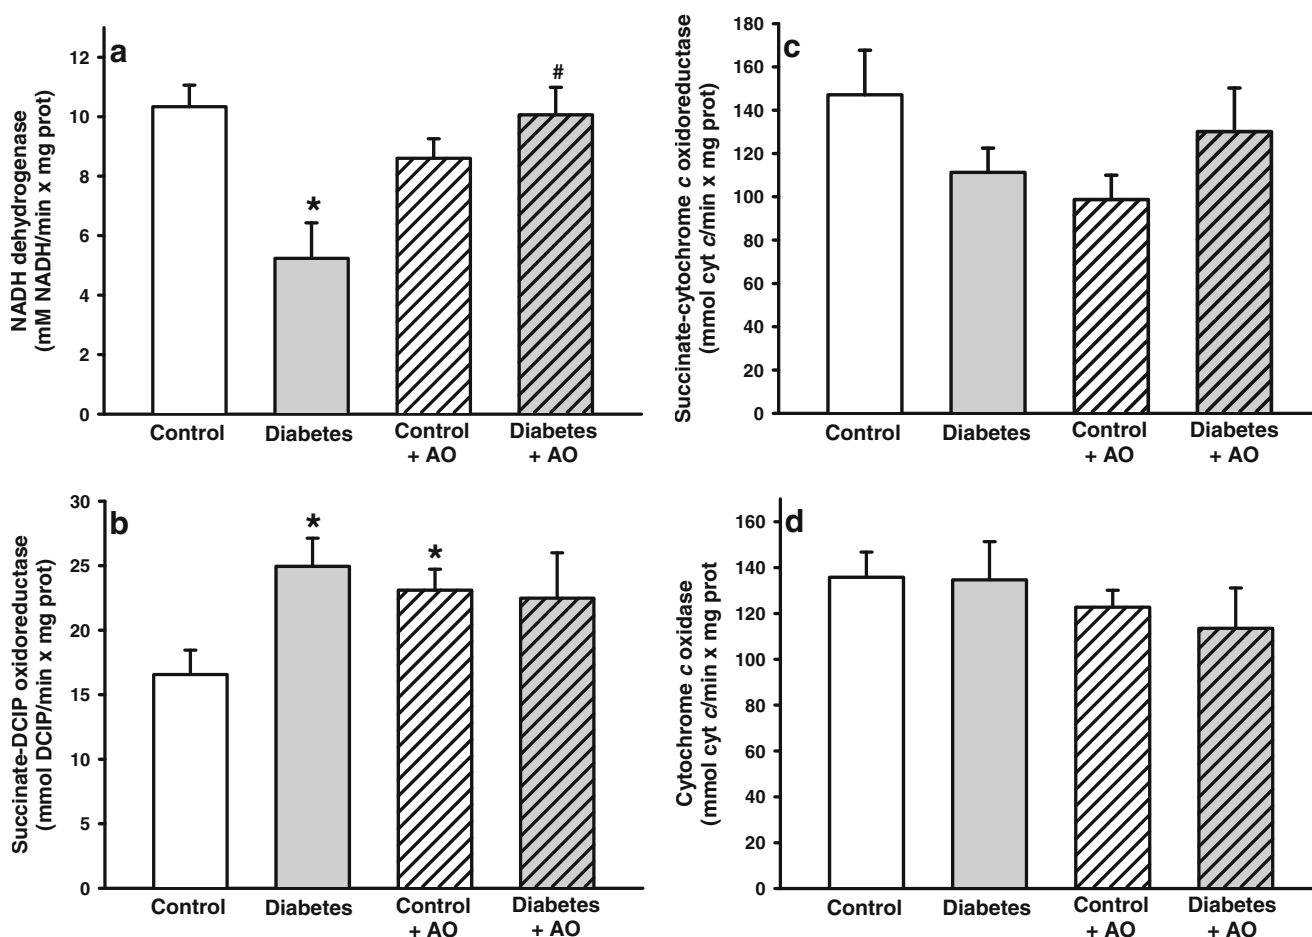 a
NADH dehydrogenase
(mM NADH/min x mg prot)
12
10
8
6
4
2
0
*
#
Control
Diabetes
Control
+ AO
Diabetes
+ AO
c
Succinate-cytochrome c oxidoreductase
(mmol cyt c/min x mg prot)
180
160
140
120
100
80
60
40
20
0
Control
Diabetes
Control
+ AO
Diabetes
+ AO
b
Succinate-DCIP oxidoreductase
(mmol DCIP/min x mg prot)
30
25
20
15
10
5
0
*
*
Control
Diabetes
Control
+ AO
Diabetes
+ AO
d
Cytochrome c oxidase
(mmol cyt c/min x mg prot
160
140
120
100
80
60
40
20
0
Control
Diabetes
Control
+ AO
Diabetes
+ AO